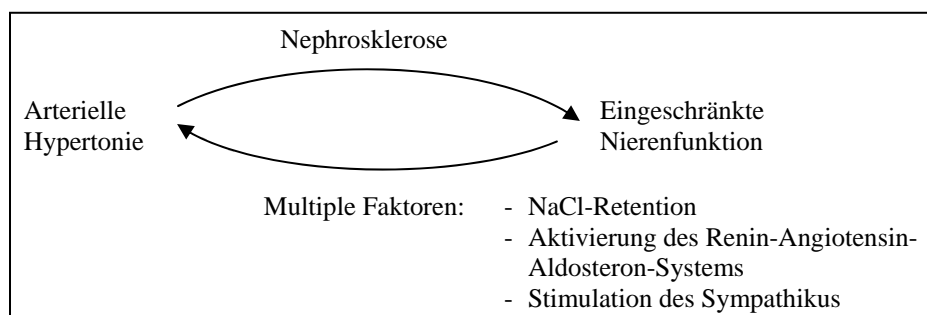 Nephrosklerose
Arterielle
Hypertonie
Eingeschränkte
Nierenfunktion
Multiple Faktoren:
- NaCl-Retention
- Aktivierung des Renin-Angiotensin-
Aldosteron-Systems
- Stimulation des Sympathikus